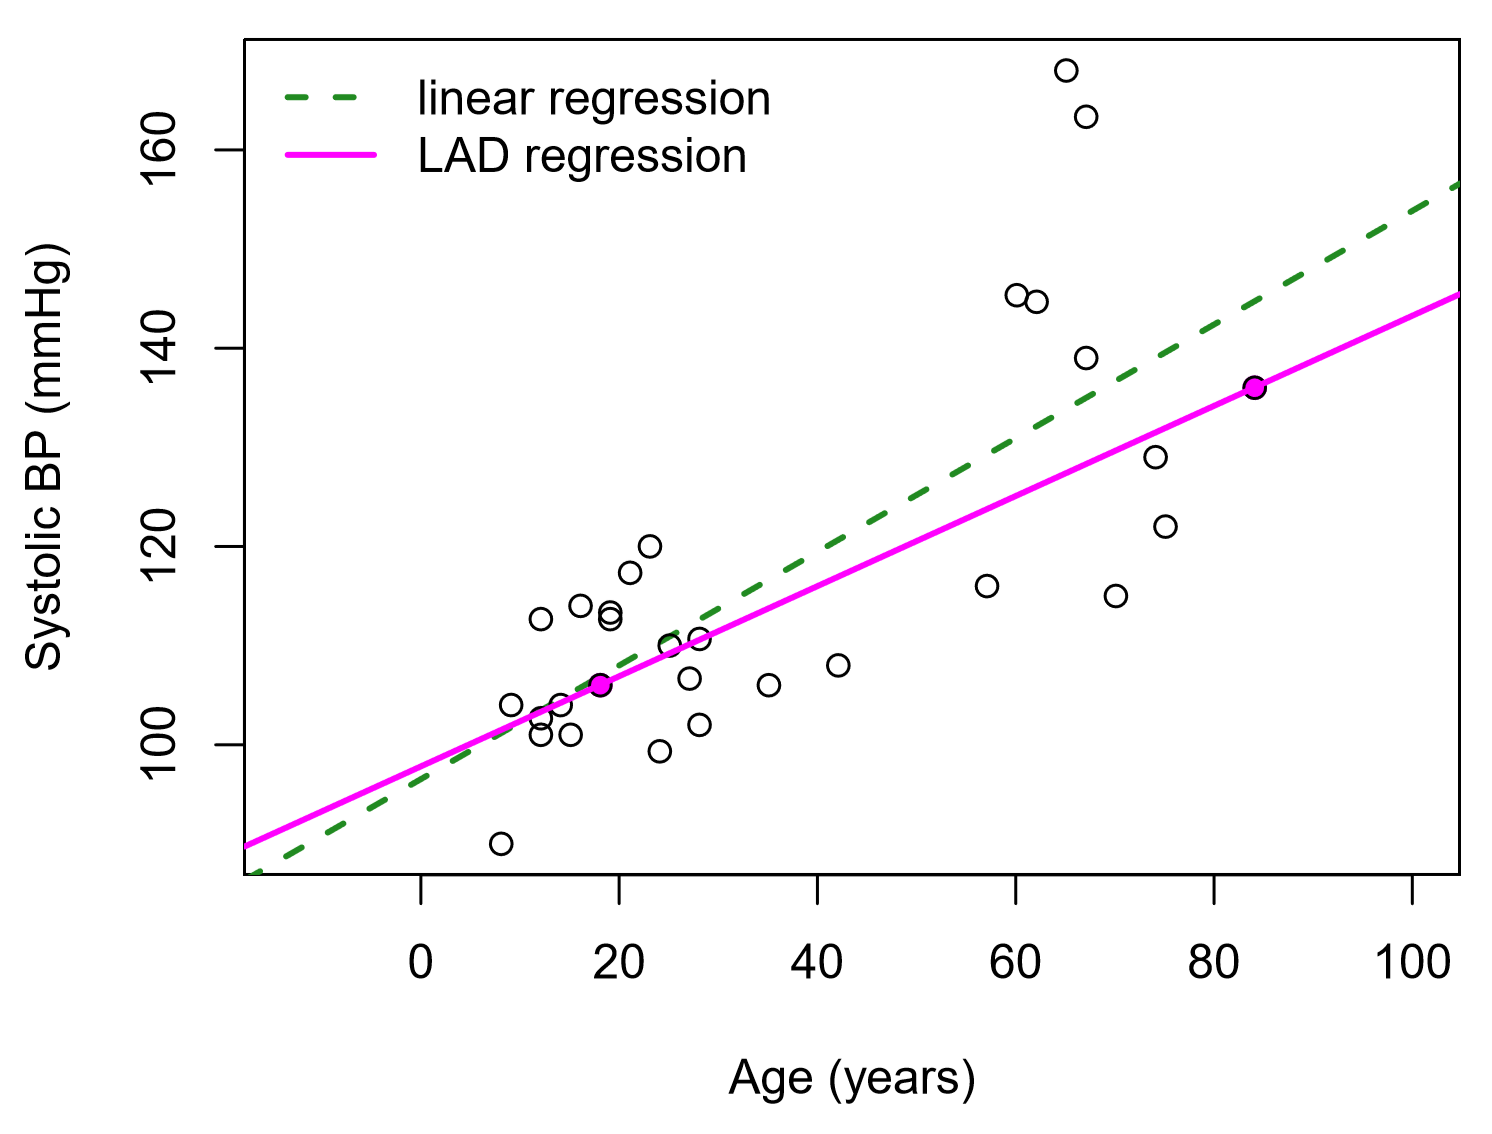 linear regression
LAD regression
Systolic BP (mmHg)
160
140
120
100
0 20 40 60 80 100
Age (years)